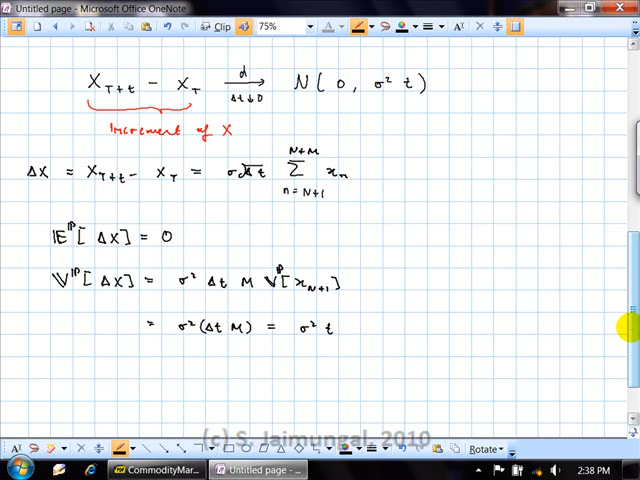 Untitled page - Microsoft Office OneNote
Clip
75%
X_{T+t} − X_T →^{d}_{Δt↓0} N( 0, σ² t )
Increment of X
ΔX = X_{T+t} − X_T = σ√Δt Σ_{n=N+1}^{N+M} x_n
𝔼^ℙ[ ΔX ] = 0
𝕍^ℙ[ ΔX ] = σ² Δt M 𝕍^ℙ[ x_{N+1} ]
= σ² (Δt M) = σ² t
(c) S. Jaimungal, 2010
Rotate
CommodityMar...
Untitled page - Micr...
2:38 PM